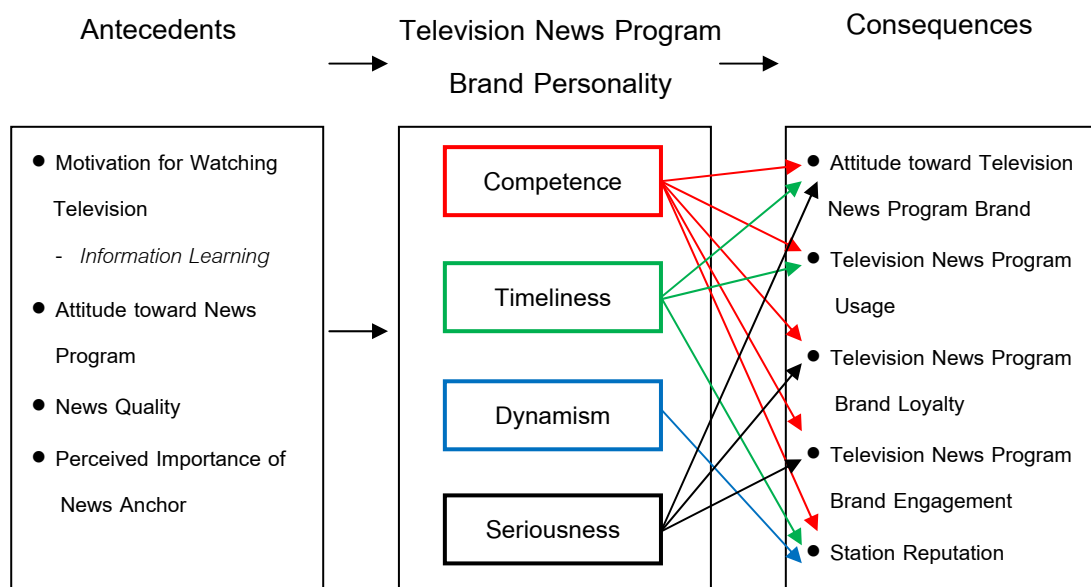 Antecedents
Television News Program
Brand Personality
Consequences
● Motivation for Watching
Television
- Information Learning
● Attitude toward News
Program
● News Quality
● Perceived Importance of
News Anchor
Competence
Timeliness
Dynamism
Seriousness
● Attitude toward Television
News Program Brand
● Television News Program
Usage
● Television News Program
Brand Loyalty
● Television News Program
Brand Engagement
● Station Reputation